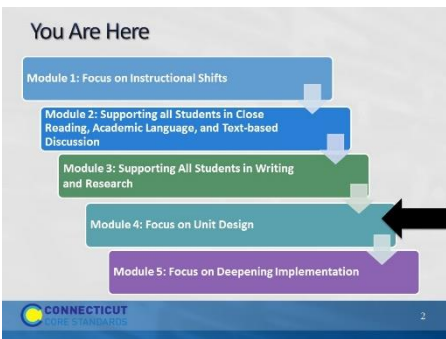 You Are Here
Module 1: Focus on Instructional Shifts
Module 2: Supporting all Students in Close
Reading, Academic Language, and Text-based
Discussion
Module 3: Supporting All Students in Writing
and Research
Module 4: Focus on Unit Design
Module 5: Focus on Deepening Implementation
CONNECTICUT
CORE STANDARDS
2